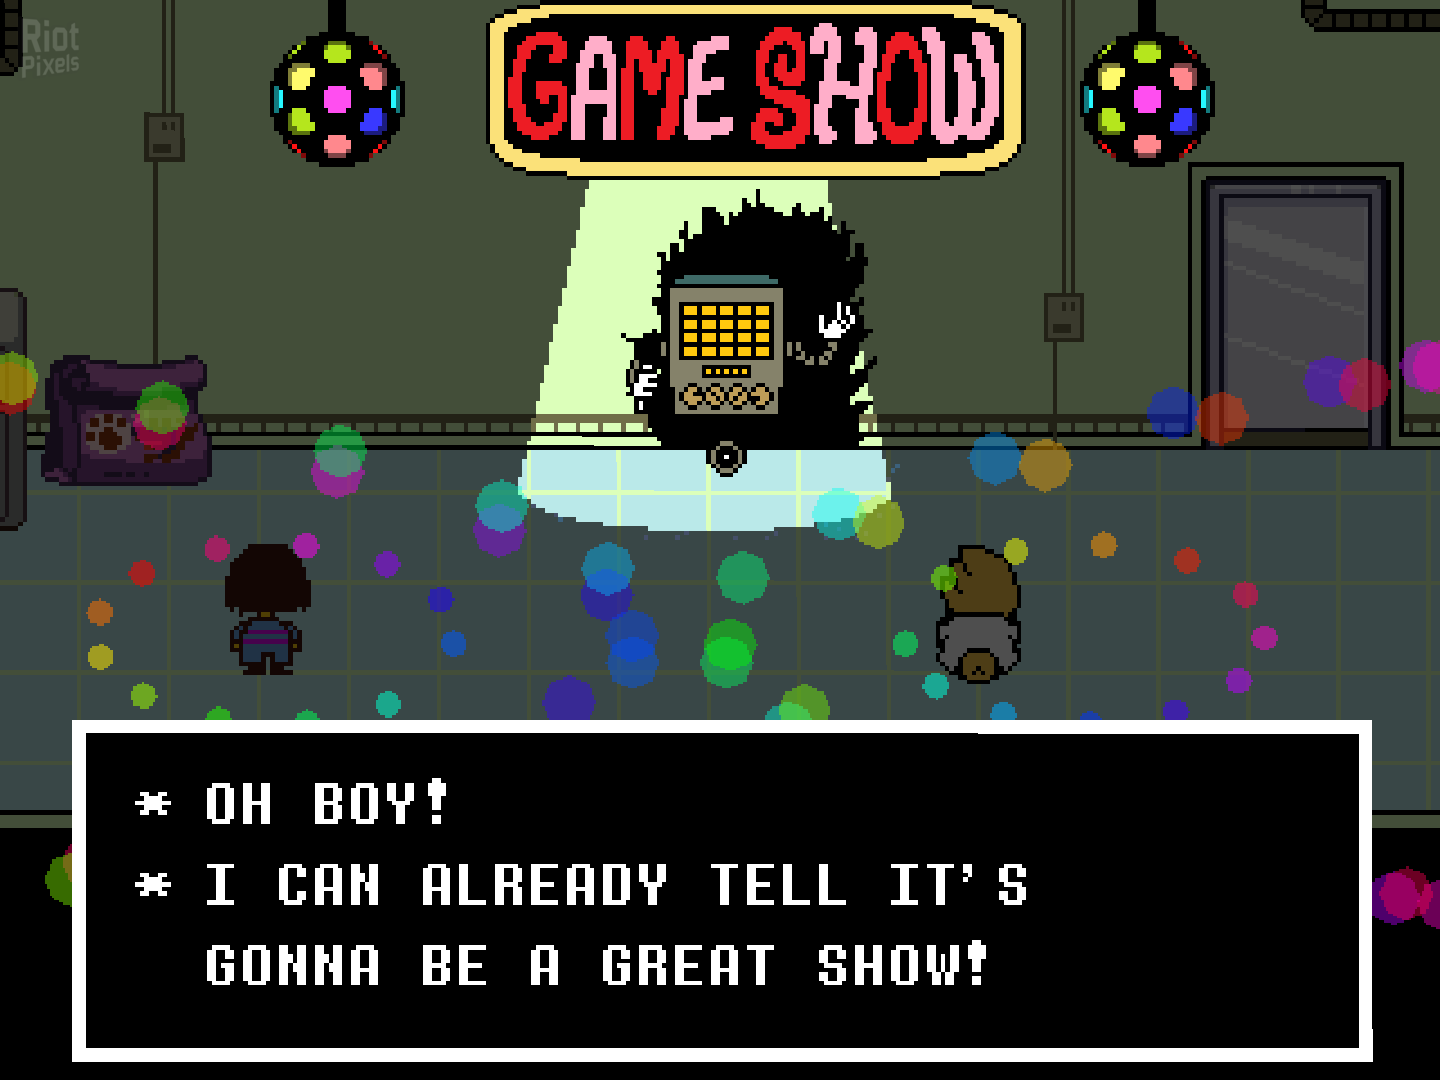 Riot
Pixels
GAME SHOW
* OH BOY!
* I CAN ALREADY TELL IT'S
GONNA BE A GREAT SHOW!